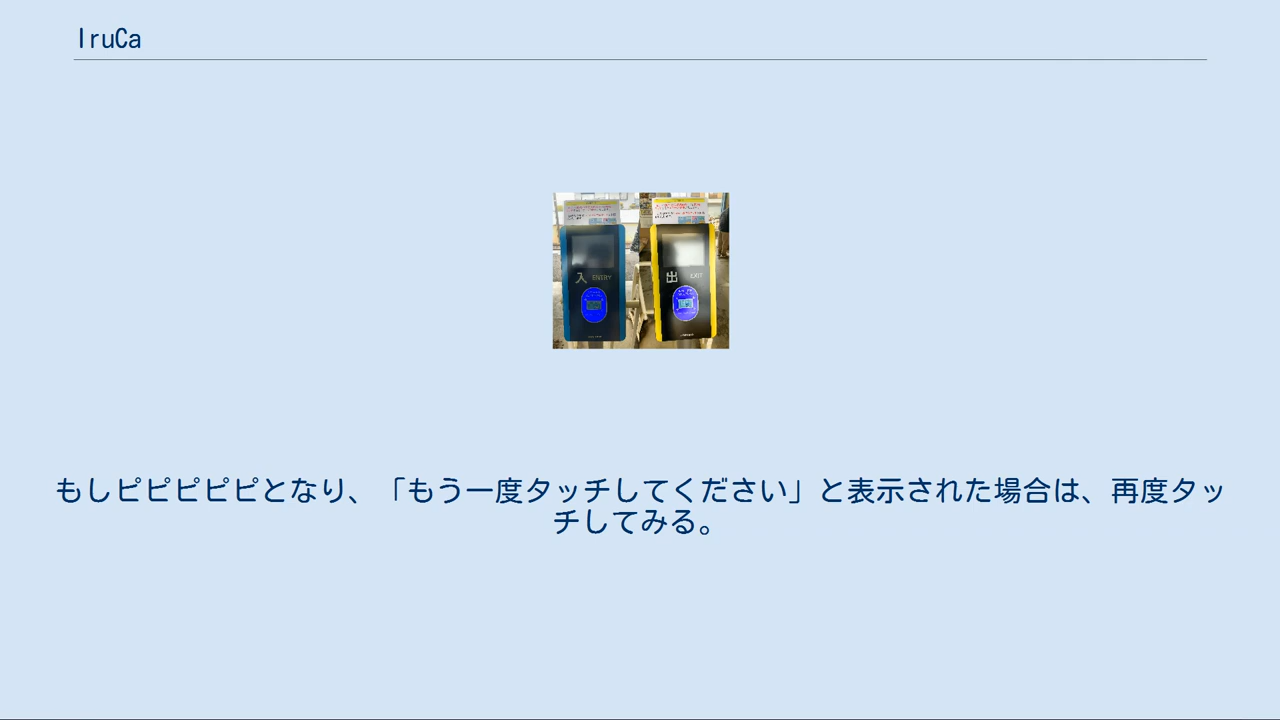 IruCa
入 ENTRY
出 EXIT
もしピピピピピとなり、「もう一度タッチしてください」と表示された場合は、再度タッ
チしてみる。